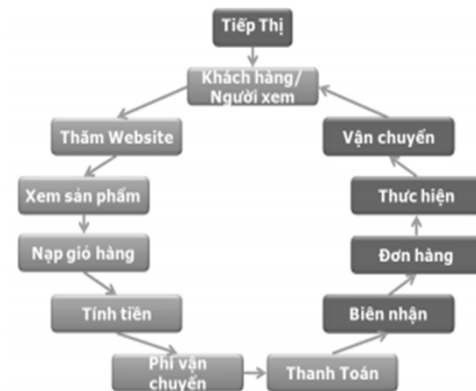 Tiếp Thị
Khách hàng/
Người xem
Thăm Website
Vận chuyển
Xem sản phẩm
Thực hiện
Nạp giỏ hàng
Đơn hàng
Tính tiền
Biên nhận
Phí vận
chuyển
Thanh Toán